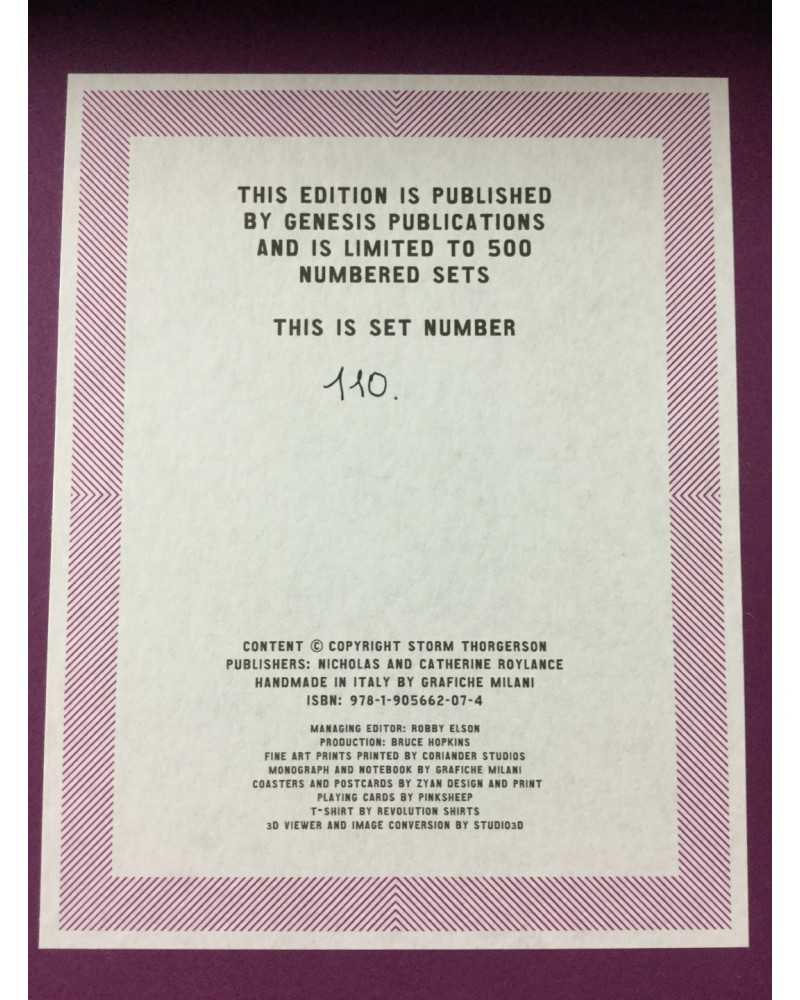 THIS EDITION IS PUBLISHED
BY GENESIS PUBLICATIONS
AND IS LIMITED TO 500
NUMBERED SETS
THIS IS SET NUMBER
110.
CONTENT © COPYRIGHT STORM THORGERSON
PUBLISHERS: NICHOLAS AND CATHERINE ROYLANCE
HANDMADE IN ITALY BY GRAFICHE MILANI
ISBN: 978-1-905662-07-4
MANAGING EDITOR: ROBBY ELSON
PRODUCTION: BRUCE HOPKINS
FINE ART PRINTS PRINTED BY CORIANDER STUDIOS
MONOGRAPH AND NOTEBOOK BY GRAFICHE MILANI
COASTERS AND POSTCARDS BY ZYAN DESIGN AND PRINT
PLAYING CARDS BY PINKSHEEP
T-SHIRT BY REVOLUTION SHIRTS
3D VIEWER AND IMAGE CONVERSION BY STUDIO3D